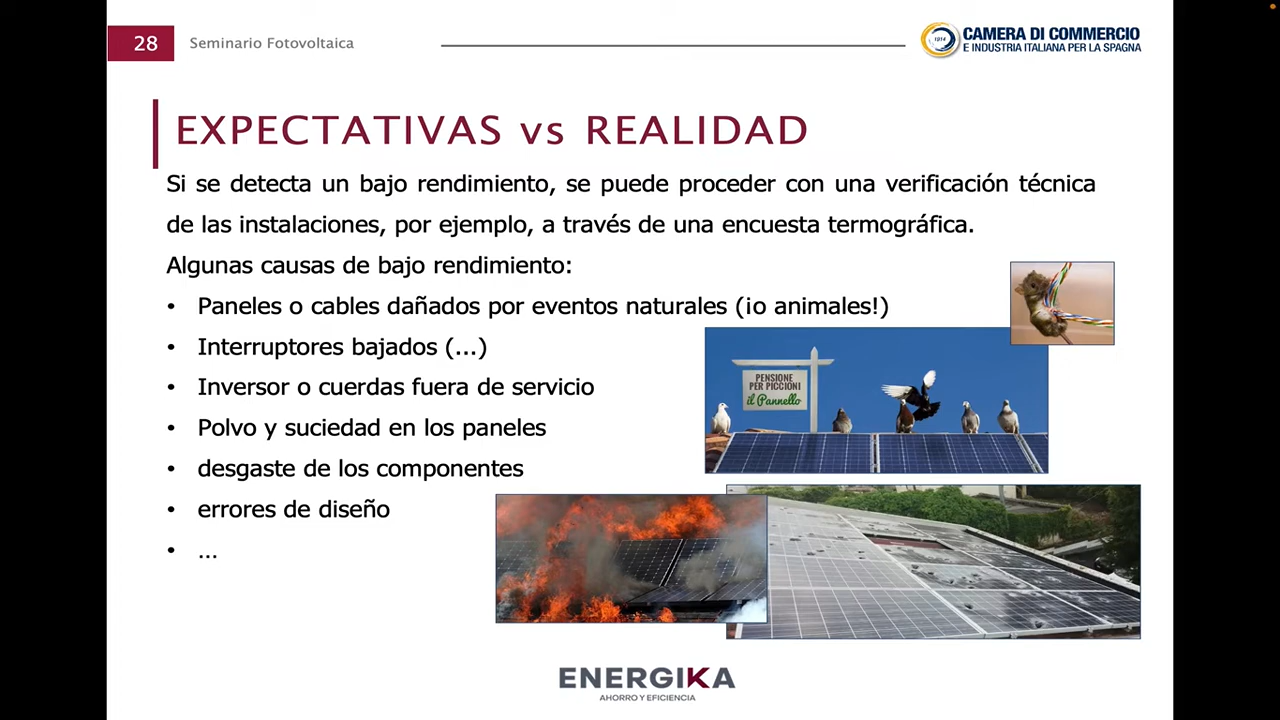 28
Seminario Fotovoltaica
1914
CAMERA DI COMMERCIO
E INDUSTRIA ITALIANA PER LA SPAGNA
EXPECTATIVAS vs REALIDAD
Si se detecta un bajo rendimiento, se puede proceder con una verificación técnica
de las instalaciones, por ejemplo, a través de una encuesta termográfica.
Algunas causas de bajo rendimiento:
• Paneles o cables dañados por eventos naturales (¡o animales!)
• Interruptores bajados (...)
• Inversor o cuerdas fuera de servicio
• Polvo y suciedad en los paneles
• desgaste de los componentes
• errores de diseño
• ...
PENSIONE
PER PICCIONI
il Pannello
ENERGIKA
AHORRO Y EFICIENCIA